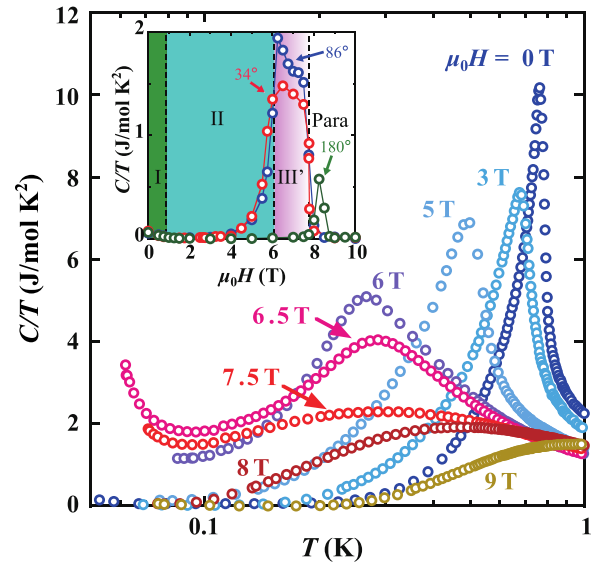 12
10
8
6
4
2
0
C/T (J/mol K²)
0.1
1
T (K)
μ₀H = 0 T
3 T
5 T
6 T
6.5 T
7.5 T
8 T
9 T
2
1
0
C/T (J/mol K²)
0
2
4
6
8
10
μ₀H (T)
I
II
III'
Para
34°
86°
180°